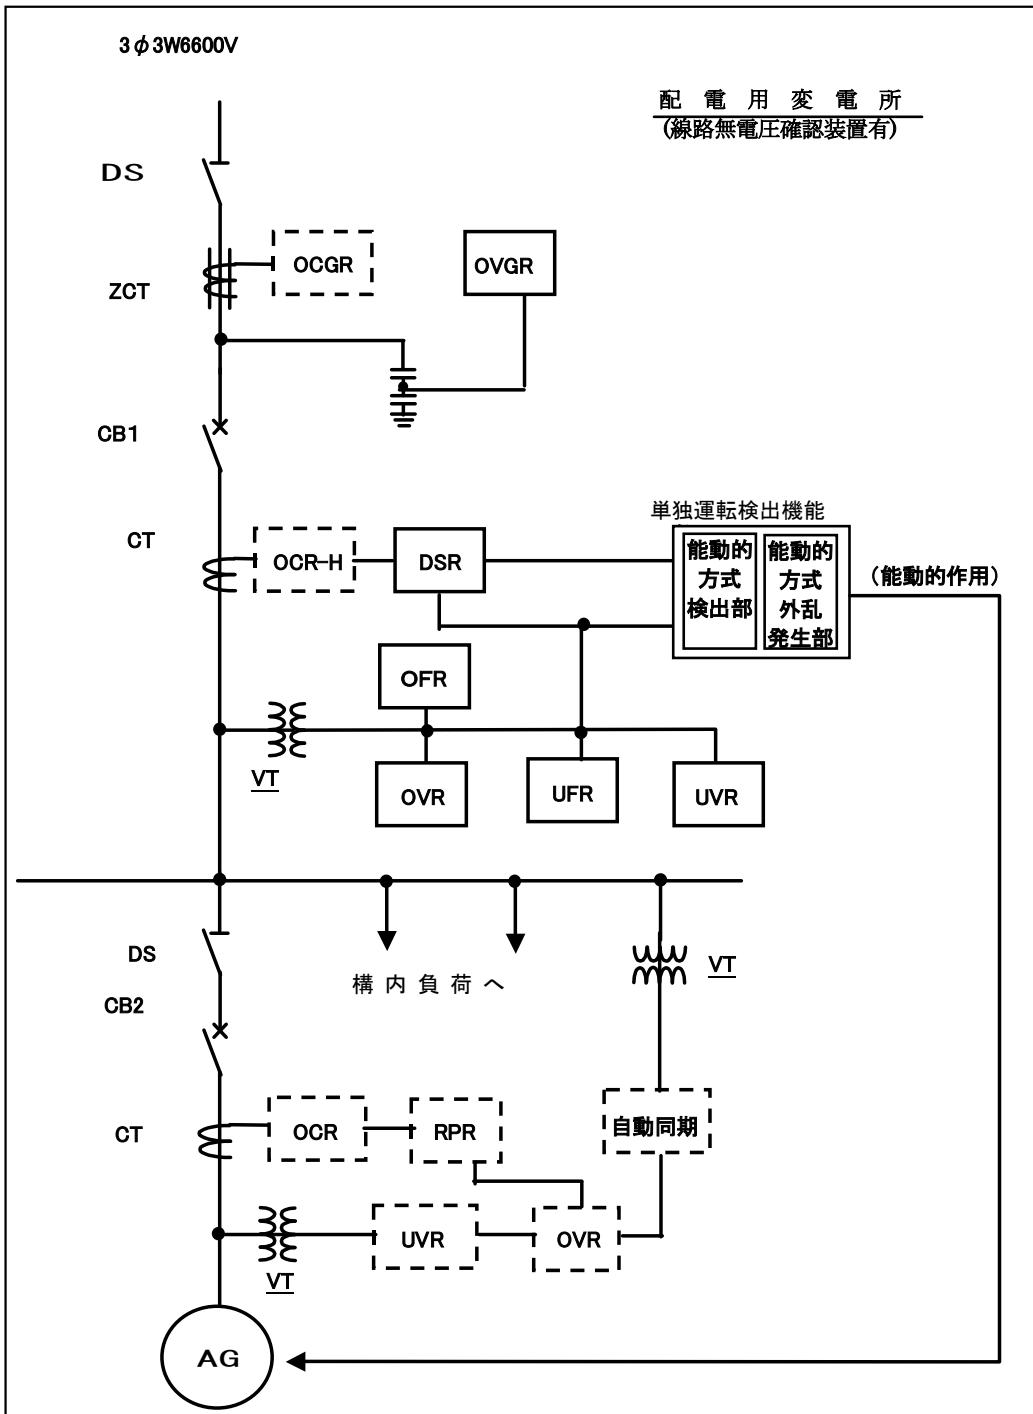 3φ3W6600V
配 電 用 変 電 所
(線路無電圧確認装置有)
DS
OCGR
OVGR
ZCT
CB1
単独運転検出機能
CT
OCR-H
DSR
能動的
方式
検出部
能動的
方式
外乱
発生部
(能動的作用)
OFR
VT
OVR
UFR
UVR
DS
VT
構 内 負 荷 へ
CB2
CT
OCR
RPR
自動同期
UVR
OVR
VT
AG